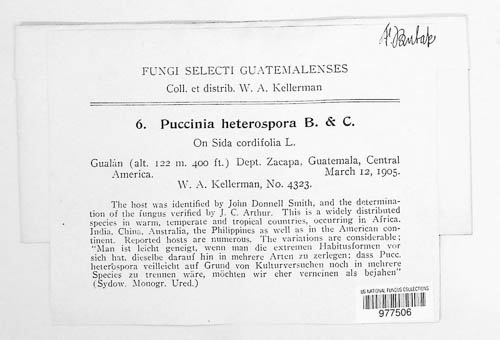 FUNGI SELECTI GUATEMALENSES
Coll. et distrib. W. A. Kellerman
6. Puccinia heterospora B. & C.
On Sida cordifolia L.
Gualán (alt. 122 m. 400 ft.) Dept. Zacapa, Guatemala, Central
America. March 12, 1905.
W. A. Kellerman, No. 4323.
The host was identified by John Donnell Smith, and the determina-
tion of the fungus verified by J. C. Arthur. This is a widely distributed
species in warm, temperate and tropical countries, occurring in Africa,
India, China, Australia, the Philippines as well as in the American con-
tinent. Reported hosts are numerous. The variations are considerable;
"Man ist leicht geneigt, wenn man die extremen Habitusformen vor
sich hat, dieselbe darauf hin in mehrere Arten zu zerlegen; dass Pucc.
heterospora veilleicht auf Grund von Kulturversuchen noch in mehrere
Species zu trennen wäre, möchten wir eher verneinen als bejahen"
(Sydow. Monogr. Ured.)
US NATIONAL FUNGUS COLLECTIONS
977506